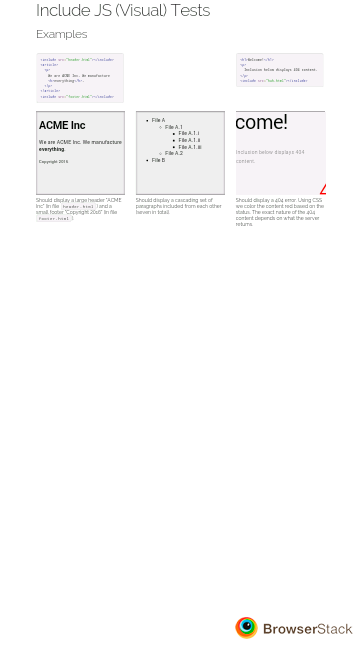 Include JS (Visual) Tests
Examples
<include src="header.html"></include>
<article>
<p>
We are ACME Inc. We manufacture
<b>everything</b>.
</p>
</article>
<include src="footer.html"></include>
ACME Inc
We are ACME Inc. We manufacture
everything.
Copyright 2016
Should display a large header "ACME
Inc" (in file header.html ) and a
small footer "Copyright 2016" (in file
footer.html ).
File A
File A.1
File A.1.i
File A.1.ii
File A.1.iii
File A.2
File B
Should display a cascading set of
paragraphs included from each other
(seven in total).
<h1>Welcome!</h1>
<p>
Inclusion below displays 404 content.
</p>
<include src="bah.html"></include>
come!
Inclusion below displays 404
content.
Should display a 404 error. Using CSS
we color the content red based on the
status. The exact nature of the 404
content depends on what the server
returns.
BrowserStack